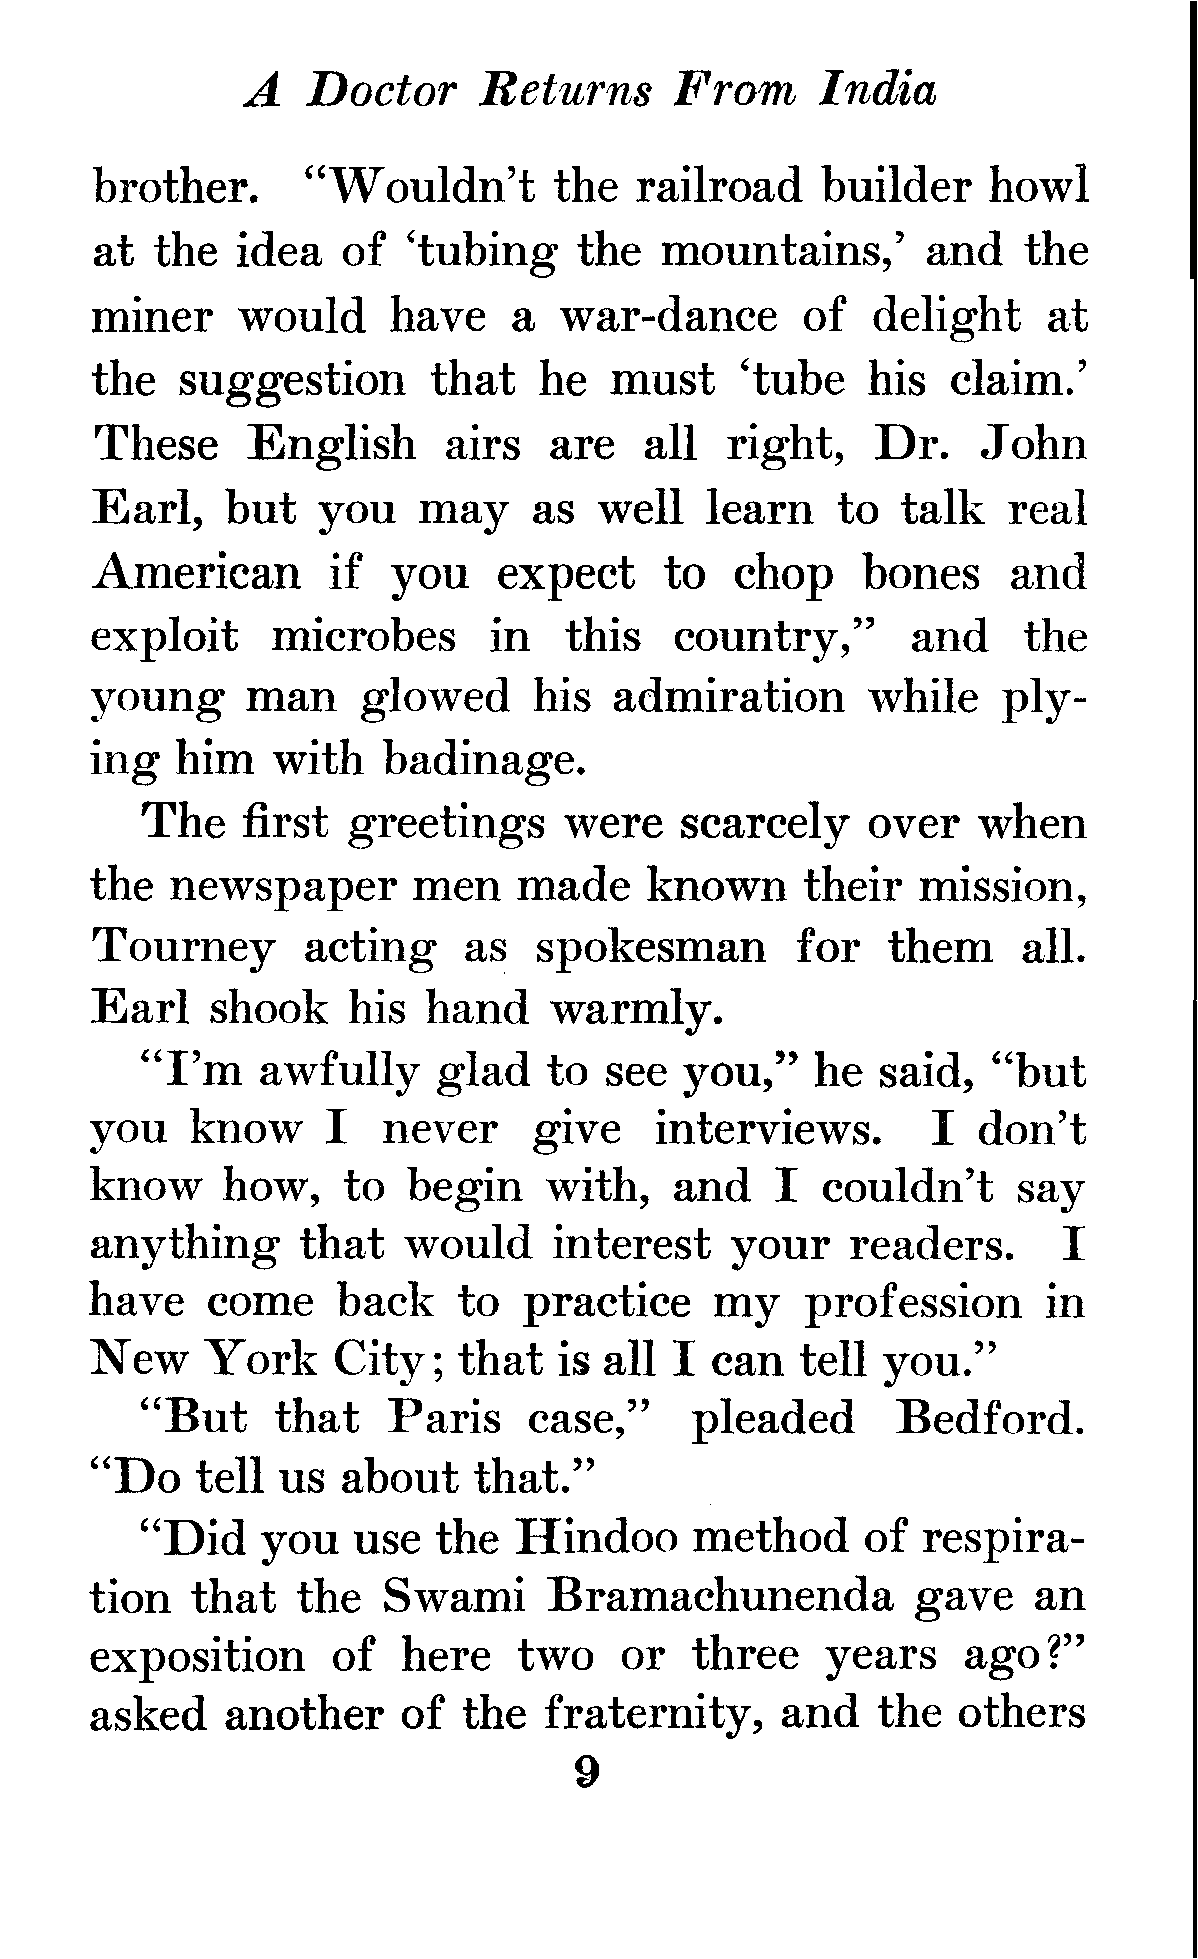 A Doctor Returns From India
brother. “Wouldn’t the railroad builder howl
at the idea of ‘tubing the mountains,’ and the
miner would have a war-dance of delight at
the suggestion that he must ‘tube his claim.’
These English airs are all right, Dr. John
Earl, but you may as well learn to talk real
American if you expect to chop bones and
exploit microbes in this country,” and the
young man glowed his admiration while ply-
ing him with badinage.
The first greetings were scarcely over when
the newspaper men made known their mission,
Tourney acting as spokesman for them all.
Earl shook his hand warmly.
“I’m awfully glad to see you,” he said, “but
you know I never give interviews. I don’t
know how, to begin with, and I couldn’t say
anything that would interest your readers. I
have come back to practice my profession in
New York City; that is all I can tell you.”
“But that Paris case,” pleaded Bedford.
“Do tell us about that.”
“Did you use the Hindoo method of respira-
tion that the Swami Bramachunenda gave an
exposition of here two or three years ago?”
asked another of the fraternity, and the others
9